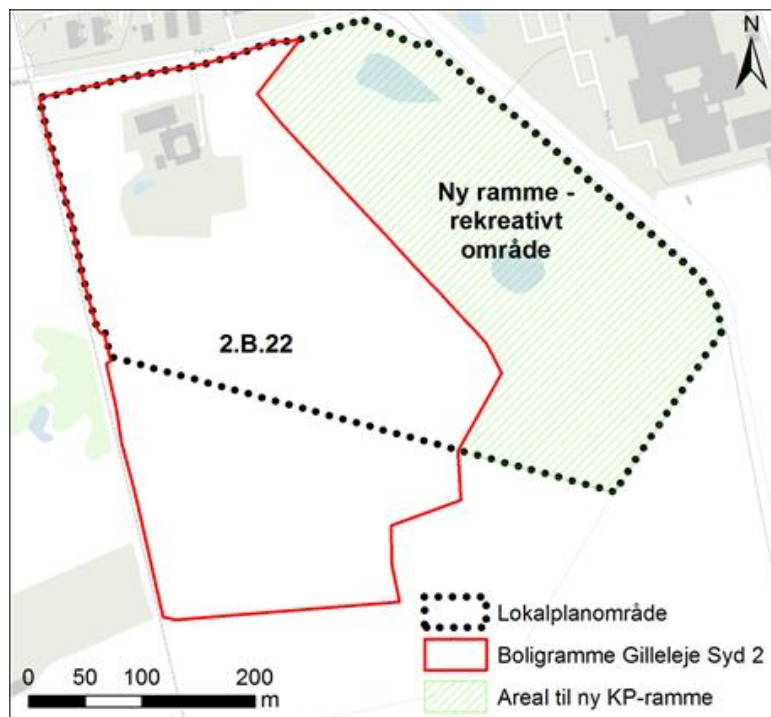 N
Ny ramme -
rekreativt
område
2.B.22
Lokalplanområde
Boligramme Gilleleje Syd 2
Areal til ny KP-ramme
0 50 100 200
m